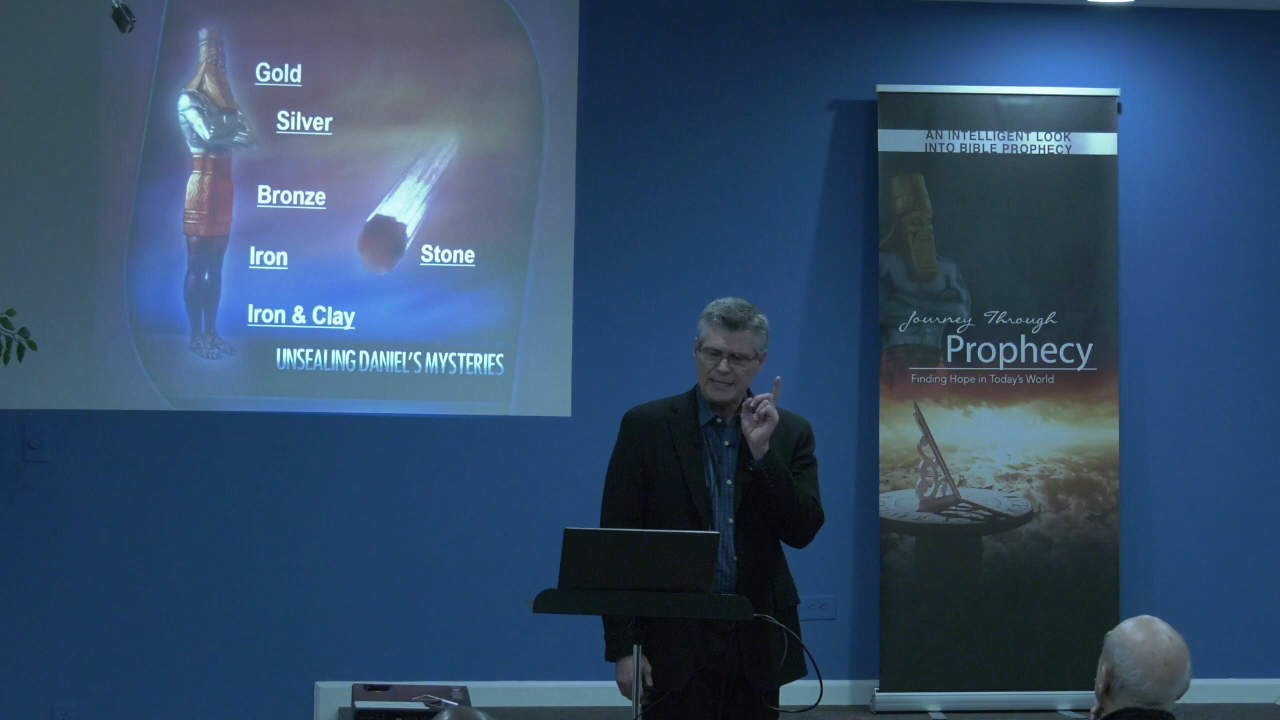 Gold
Silver
Bronze
Iron
Stone
Iron & Clay
UNSEALING DANIEL'S MYSTERIES
AN INTELLIGENT LOOK
INTO BIBLE PROPHECY
Journey Through
Prophecy
Finding Hope in Today's World